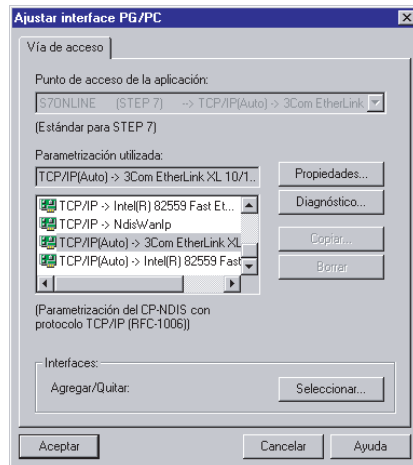 Ajustar interface PG/PC
Vía de acceso
Punto de acceso de la aplicación:
S7ONLINE (STEP 7) --> TCP/IP(Auto) -> 3Com EtherLink
(Estándar para STEP 7)
Parametrización utilizada:
TCP/IP(Auto) -> 3Com EtherLink XL 10/1..
Propiedades...
TCP/IP -> Intel(R) 82559 Fast Et...
Diagnóstico...
TCP/IP -> NdisWanIp
TCP/IP(Auto) -> 3Com EtherLink XL
Copiar...
TCP/IP(Auto) -> Intel(R) 82559 Fast
Borrar
(Parametrización del CP-NDIS con
protocolo TCP/IP (RFC-1006))
Interfaces:
Agregar/Quitar:
Seleccionar...
Aceptar
Cancelar
Ayuda